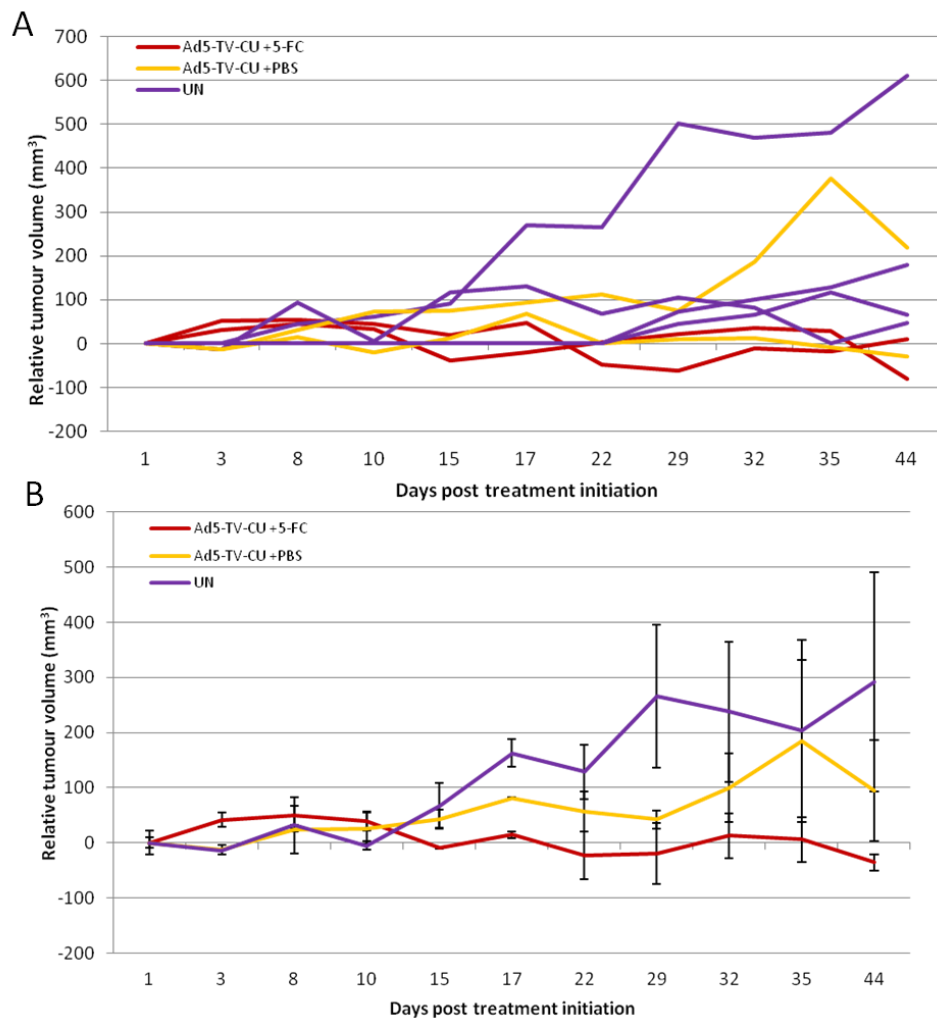 A
Ad5-TV-CU +5-FC
Ad5-TV-CU +PBS
UN
Relative tumour volume (mm³)
700
600
500
400
300
200
100
0
-100
-200
1 3 8 10 15 17 22 29 32 35 44
Days post treatment initiation
B
Ad5-TV-CU +5-FC
Ad5-TV-CU +PBS
UN
Relative tumour volume (mm³)
600
500
400
300
200
100
0
-100
-200
1 3 8 10 15 17 22 29 32 35 44
Days post treatment initiation